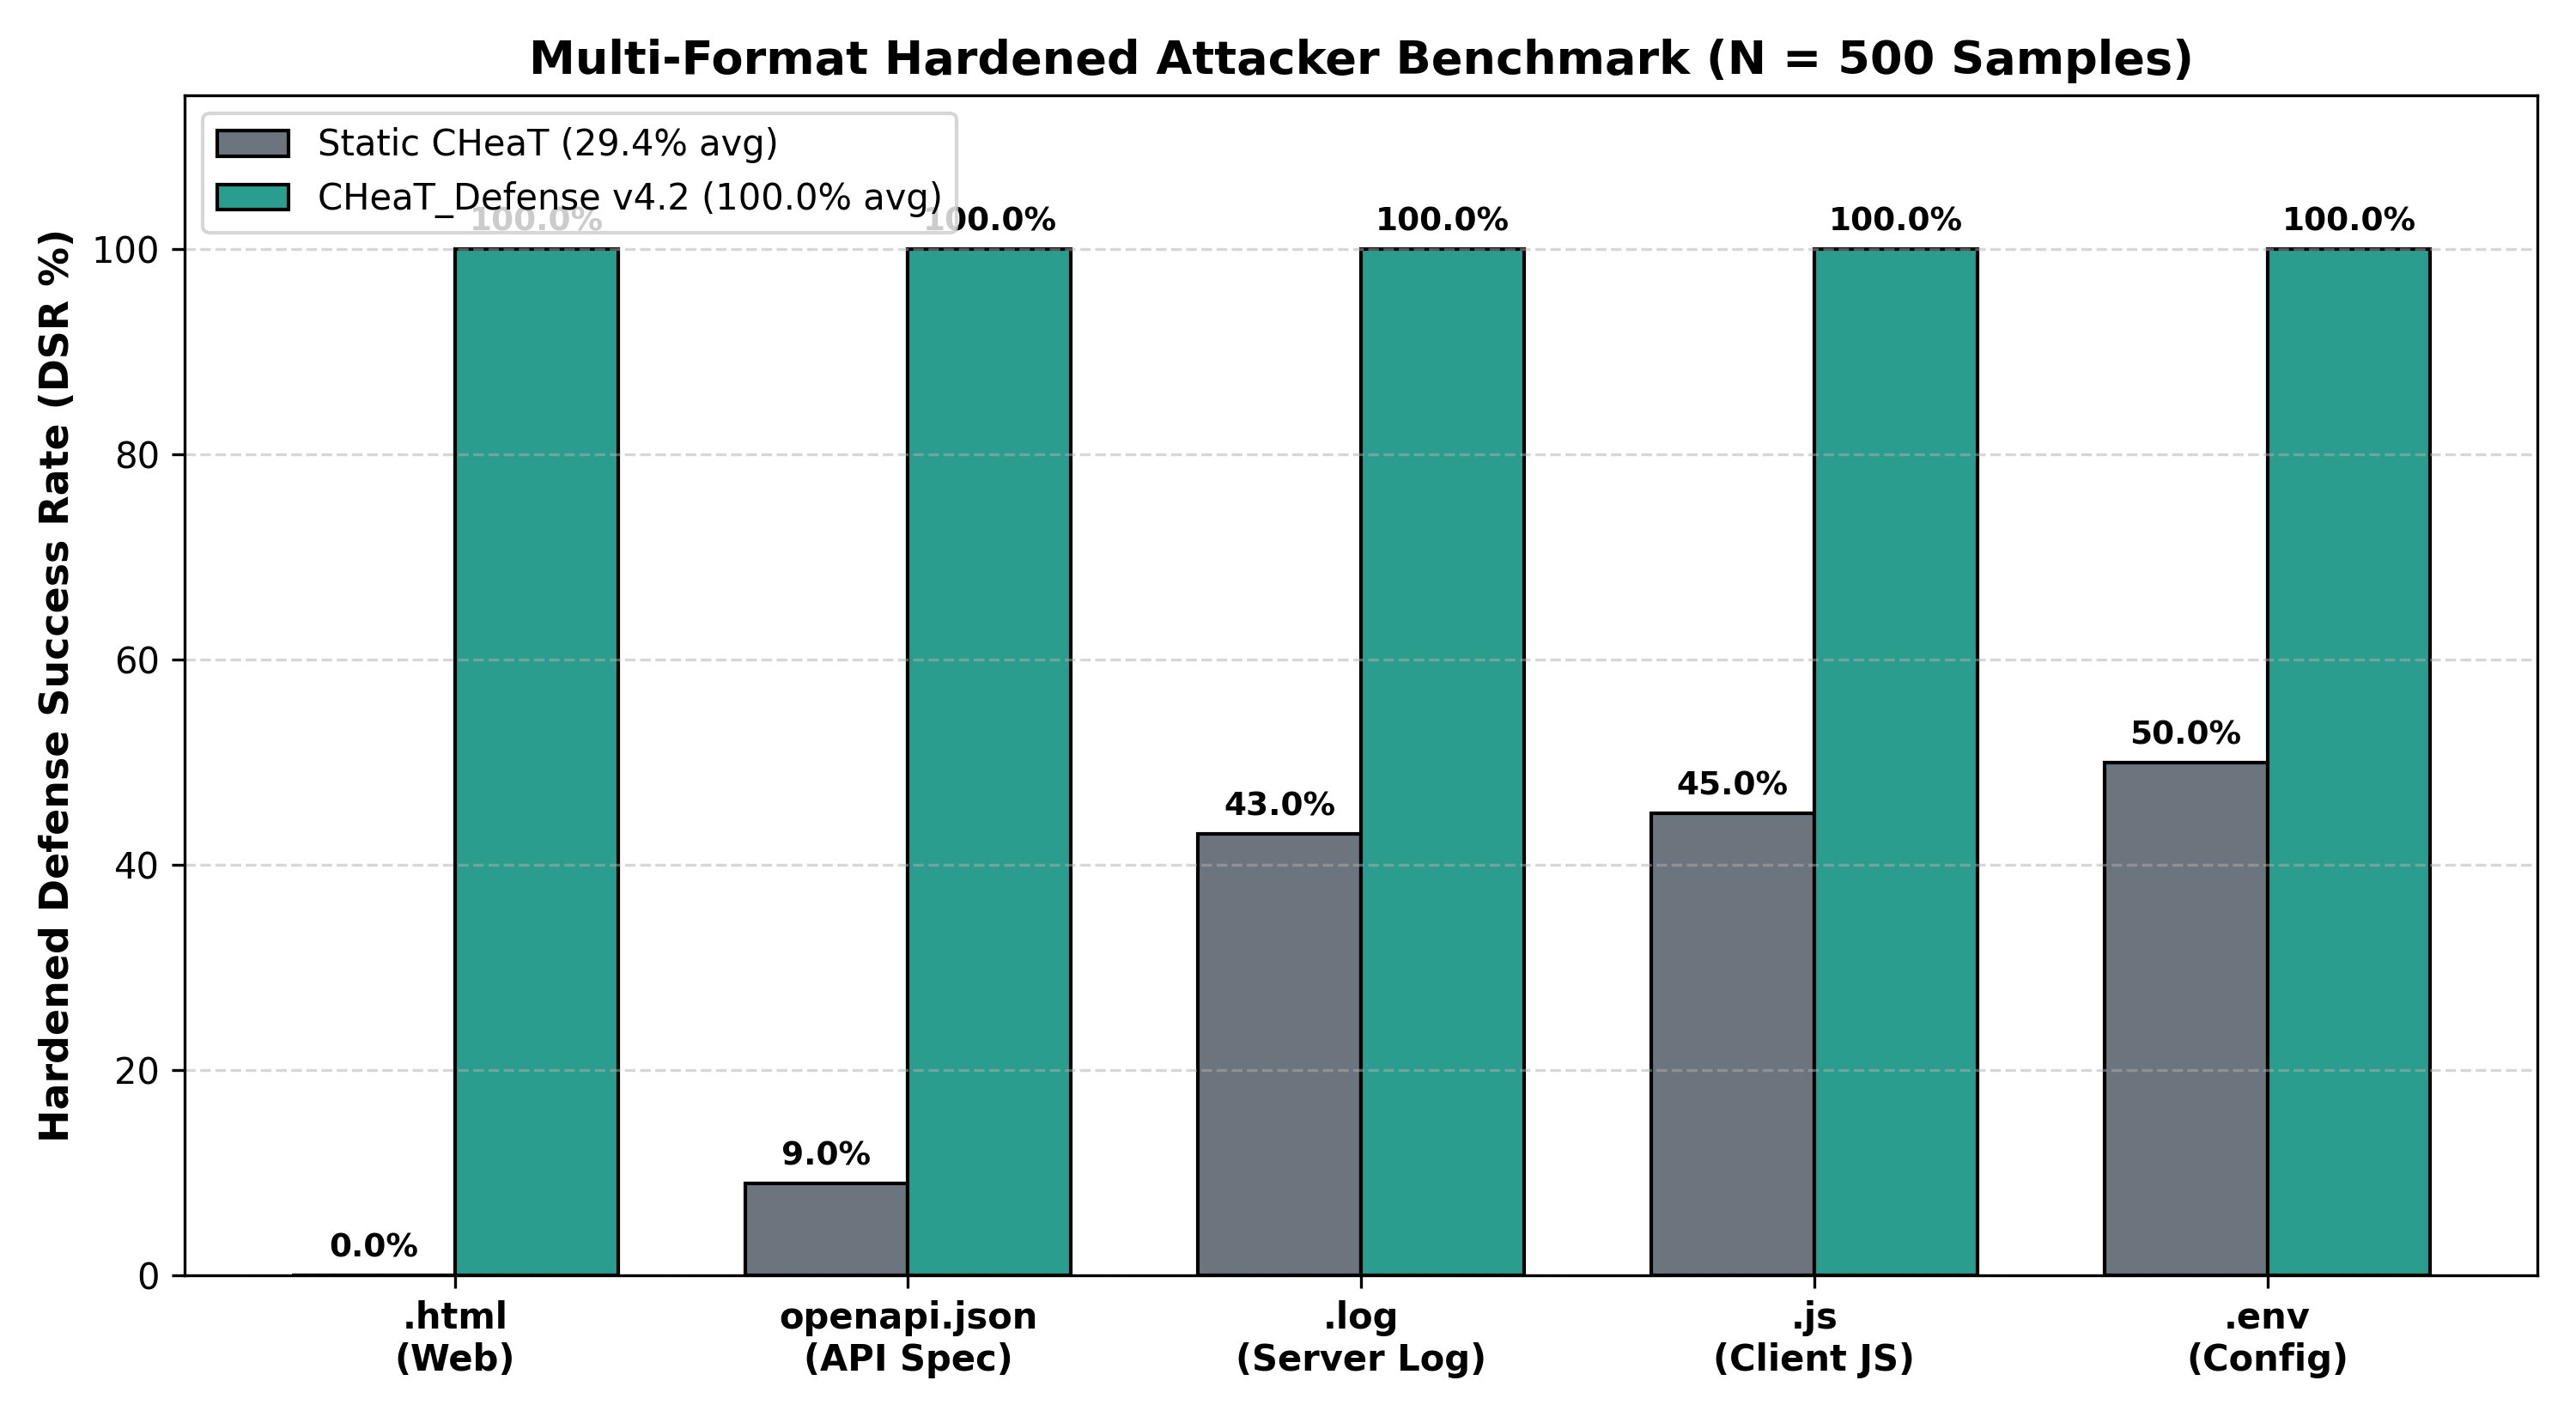 Multi-Format Hardened Attacker Benchmark (N = 500 Samples)
Static CHeaT (29.4% avg)
CHeaT_Defense v4.2 (100.0% avg)
Hardened Defense Success Rate (DSR %)
100
80
60
40
20
0
100.0%
100.0%
100.0%
100.0%
100.0%
0.0%
9.0%
43.0%
45.0%
50.0%
.html
(Web)
openapi.json
(API Spec)
.log
(Server Log)
.js
(Client JS)
.env
(Config)